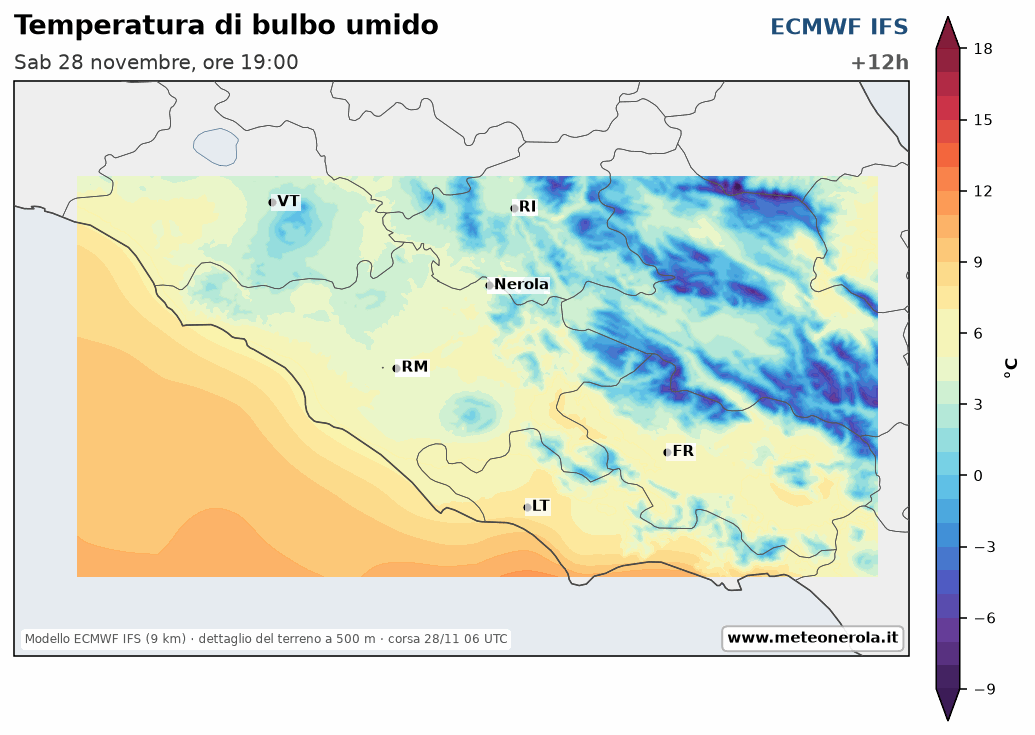 Temperatura di bulbo umido
ECMWF IFS
Sab 28 novembre, ore 19:00
+12h
VT
RI
Nerola
RM
FR
LT
18
15
12
9
6
3
0
−3
−6
−9
°C
Modello ECMWF IFS (9 km) · dettaglio del terreno a 500 m · corsa 28/11 06 UTC
www.meteonerola.it